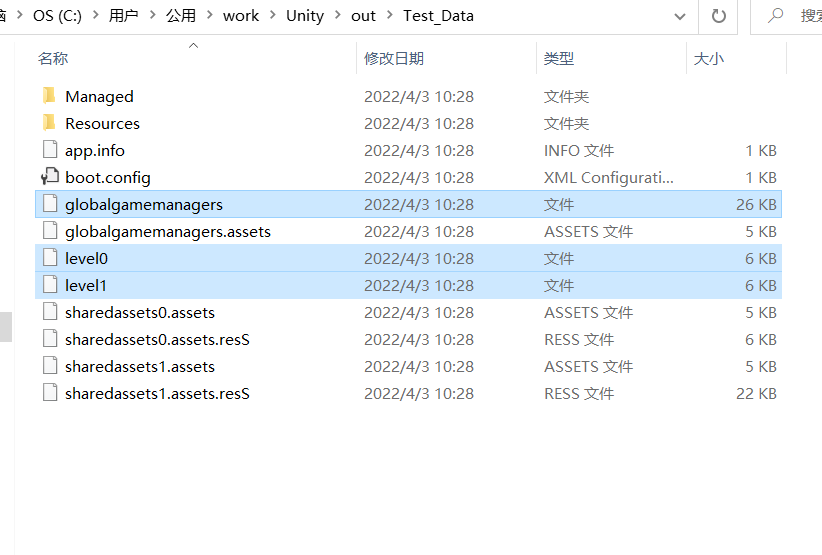 OS (C:) > 用户 > 公用 > work > Unity > out > Test_Data
名称 修改日期 类型 大小
Managed 2022/4/3 10:28 文件夹
Resources 2022/4/3 10:28 文件夹
app.info 2022/4/3 10:28 INFO 文件 1 KB
boot.config 2022/4/3 10:28 XML Configurati... 1 KB
globalgamemanagers 2022/4/3 10:28 文件 26 KB
globalgamemanagers.assets 2022/4/3 10:28 ASSETS 文件 5 KB
level0 2022/4/3 10:28 文件 6 KB
level1 2022/4/3 10:28 文件 6 KB
sharedassets0.assets 2022/4/3 10:28 ASSETS 文件 5 KB
sharedassets0.assets.resS 2022/4/3 10:28 RESS 文件 6 KB
sharedassets1.assets 2022/4/3 10:28 ASSETS 文件 5 KB
sharedassets1.assets.resS 2022/4/3 10:28 RESS 文件 22 KB